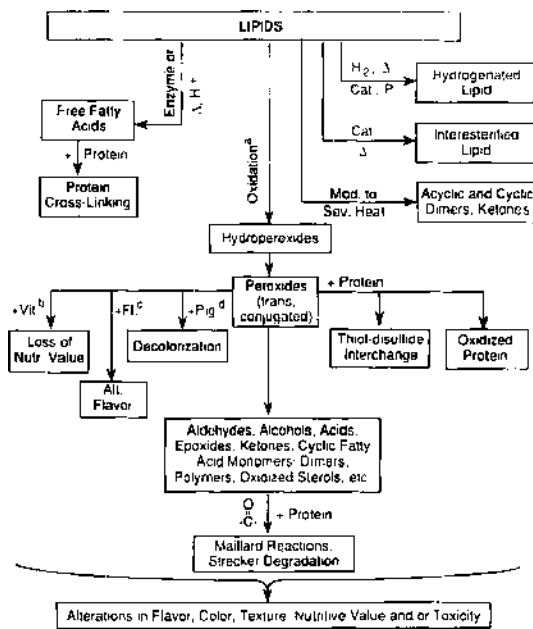 LIPIDS
Enzyme or
Δ, H+
Free Fatty
Acids
+ Protein
Protein
Cross-Linking
Oxidation a
H2, Δ
Cat, P
Hydrogenated
Lipid
Cat
Δ
Interesterified
Lipid
Mod. to
Sev. Heat
Acyclic and Cyclic
Dimers, Ketones
Hydroperoxides
Peroxides
(trans,
conjugated)
+Vit b
+Fl. c
+Pig d
+ Protein
Loss of
Nutr. Value
Decolorization
Alt.
Flavor
Thiol-disulfide
Interchange
Oxidized
Protein
Aldehydes, Alcohols, Acids,
Epoxides, Ketones, Cyclic Fatty
Acid Monomers, Dimers,
Polymers, Oxidized Sterols, etc
O
-C-
+ Protein
Maillard Reactions,
Strecker Degradation
Alterations in Flavor, Color, Texture, Nutritive Value and or Toxicity